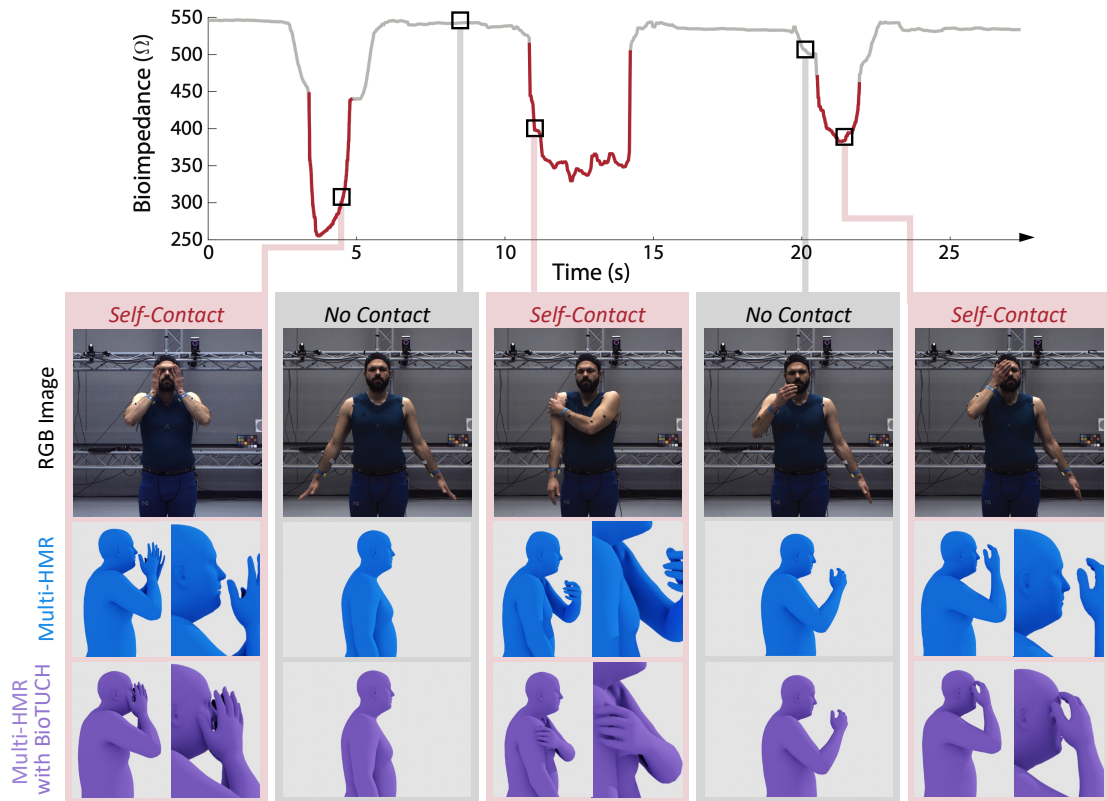 550
500
450
400
350
300
250
Bioimpedance (Ω)
0
5
10
15
20
25
Time (s)
Self-Contact
No Contact
Self-Contact
No Contact
Self-Contact
RGB Image
Multi-HMR
Multi-HMR
with BioTUCH